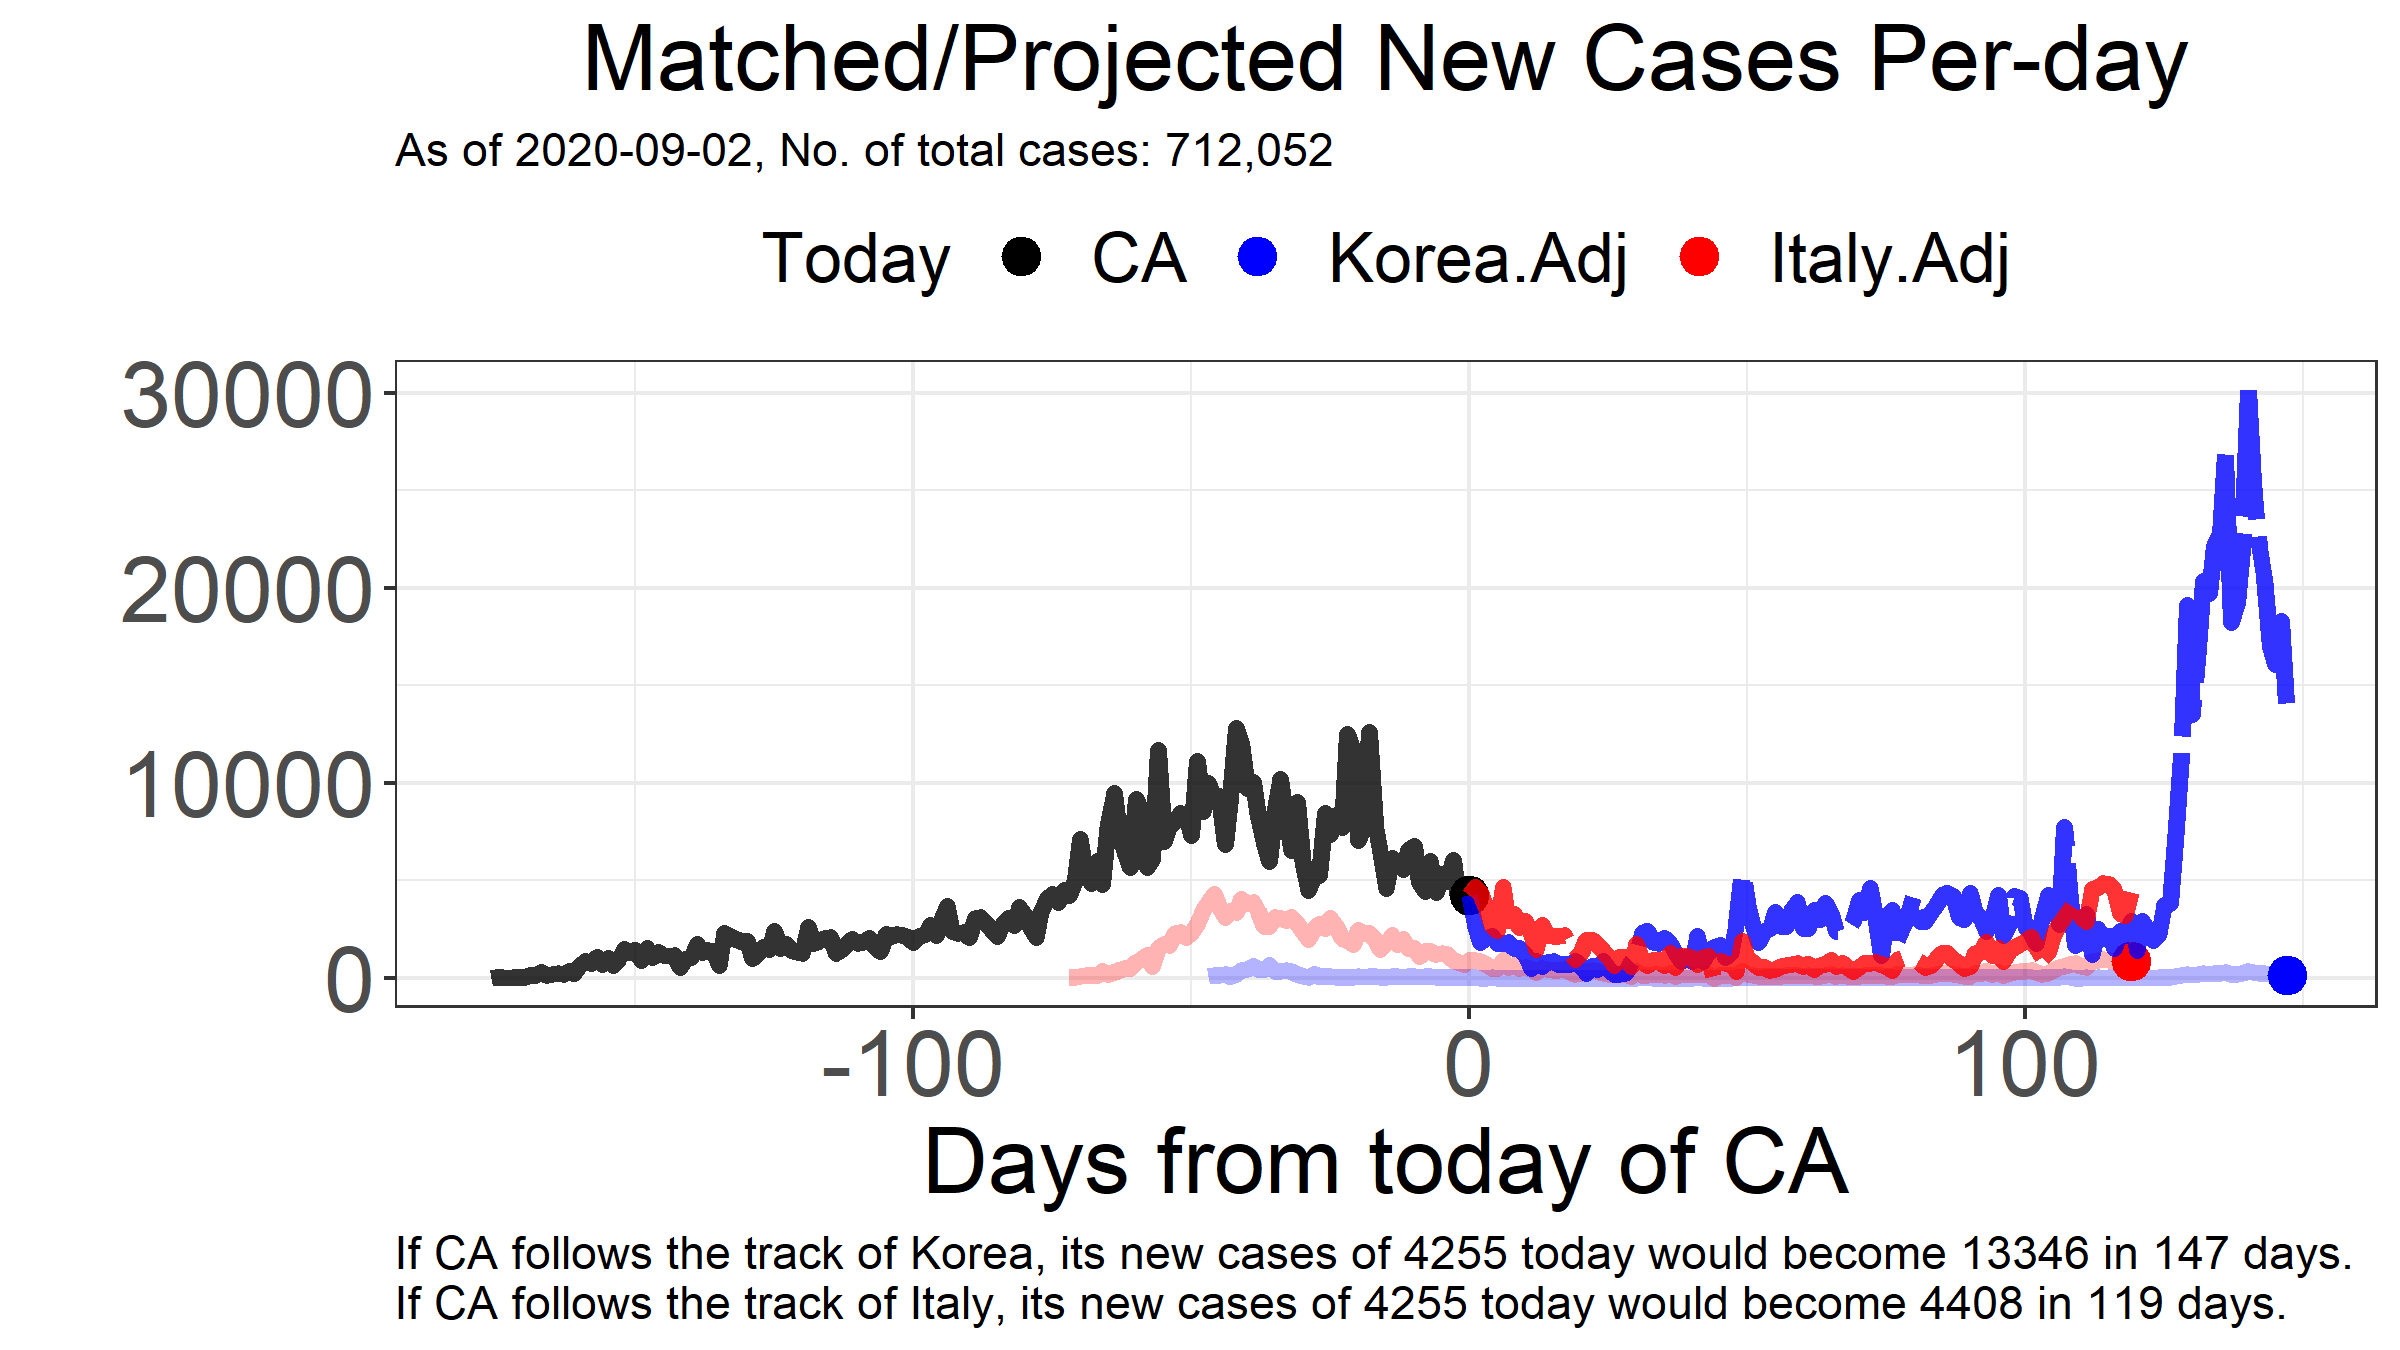 Matched/Projected New Cases Per-day
As of 2020-09-02, No. of total cases: 712,052
Today CA Korea.Adj Italy.Adj
30000
20000
10000
0
-100 0 100
Days from today of CA
If CA follows the track of Korea, its new cases of 4255 today would become 13346 in 147 days.
If CA follows the track of Italy, its new cases of 4255 today would become 4408 in 119 days.